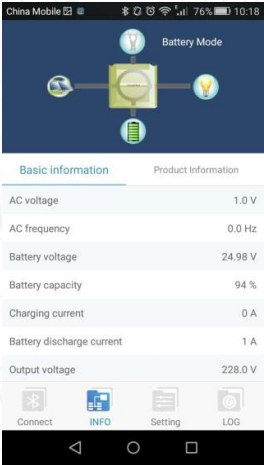 China Mobile 76% 10:18
Battery Mode
Basic information Product Information
AC voltage 1.0 V
AC frequency 0.0 Hz
Battery voltage 24.98 V
Battery capacity 94 %
Charging current 0 A
Battery discharge current 1 A
Output voltage 228.0 V
Connect INFO Setting LOG